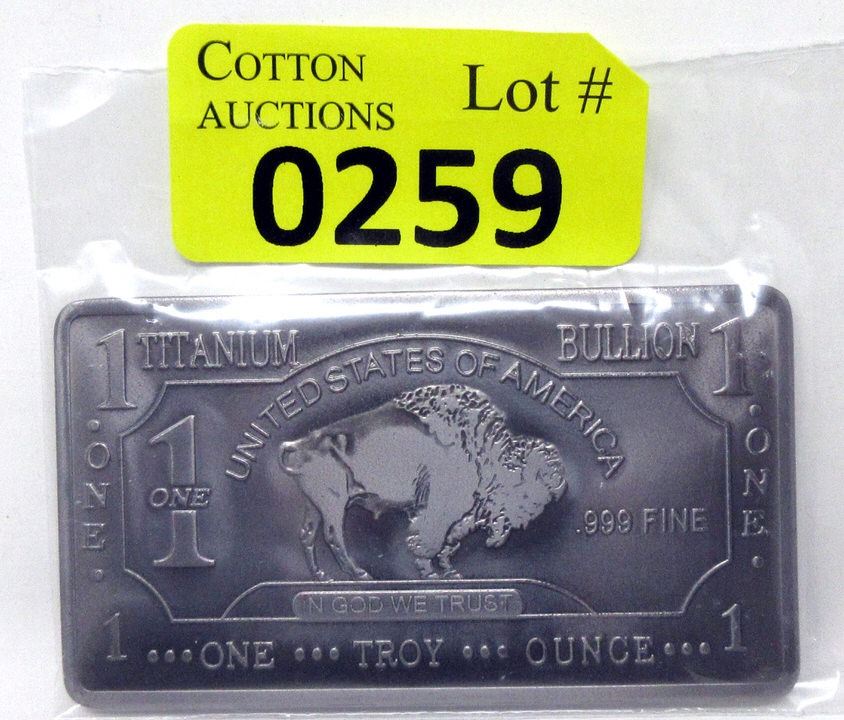 COTTON
AUCTIONS
Lot #
0259
1 TITANIUM BULLION 1
UNITED STATES OF AMERICA
1
ONE
.999 FINE
• ONE •
• ONE •
IN GOD WE TRUST
1 •••ONE ••• TROY ••• OUNCE••• 1